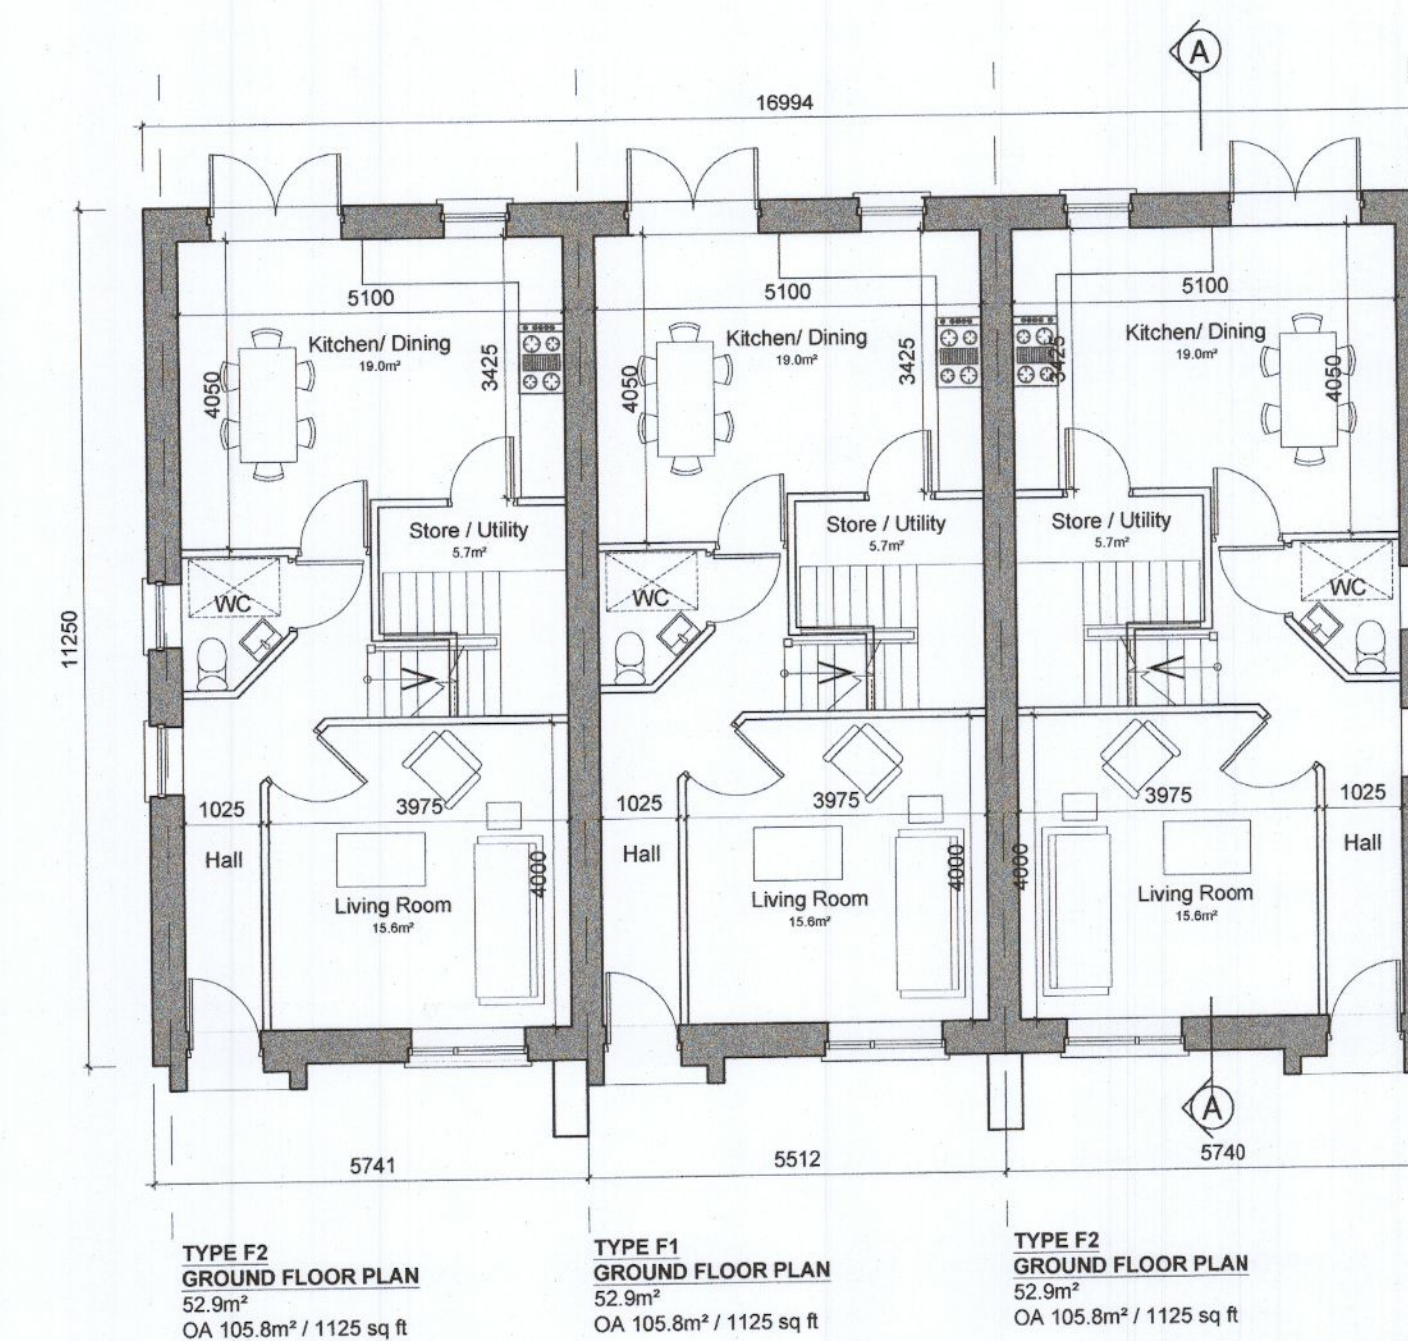 A
16994
5100
5100
5100
Kitchen/ Dining
19.0m²
Kitchen/ Dining
19.0m²
Kitchen/ Dining
19.0m²
4050
3425
4050
3425
3425
4050
Store / Utility
5.7m²
Store / Utility
5.7m²
Store / Utility
5.7m²
WC
WC
WC
11250
1025
3975
1025
3975
3975
1025
Hall
Hall
Hall
4000
4000
4000
Living Room
15.6m²
Living Room
15.6m²
Living Room
15.6m²
A
5741
5512
5740
TYPE F2
GROUND FLOOR PLAN
52.9m²
OA 105.8m² / 1125 sq ft
TYPE F1
GROUND FLOOR PLAN
52.9m²
OA 105.8m² / 1125 sq ft
TYPE F2
GROUND FLOOR PLAN
52.9m²
OA 105.8m² / 1125 sq ft